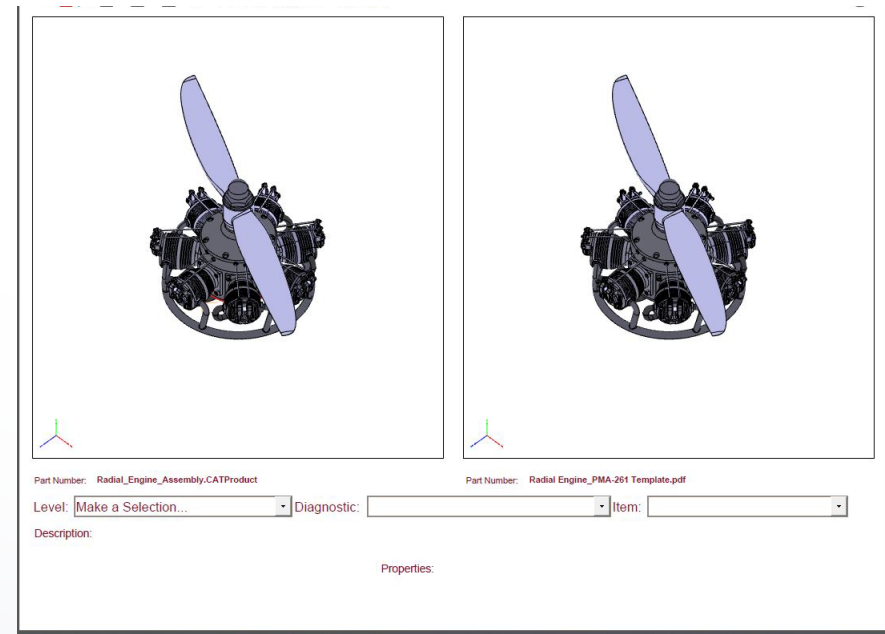 Part Number: Radial_Engine_Assembly.CATProduct
Part Number: Radial Engine_PMA-261 Template.pdf
Level: Make a Selection... Diagnostic: Item:
Description:
Properties: